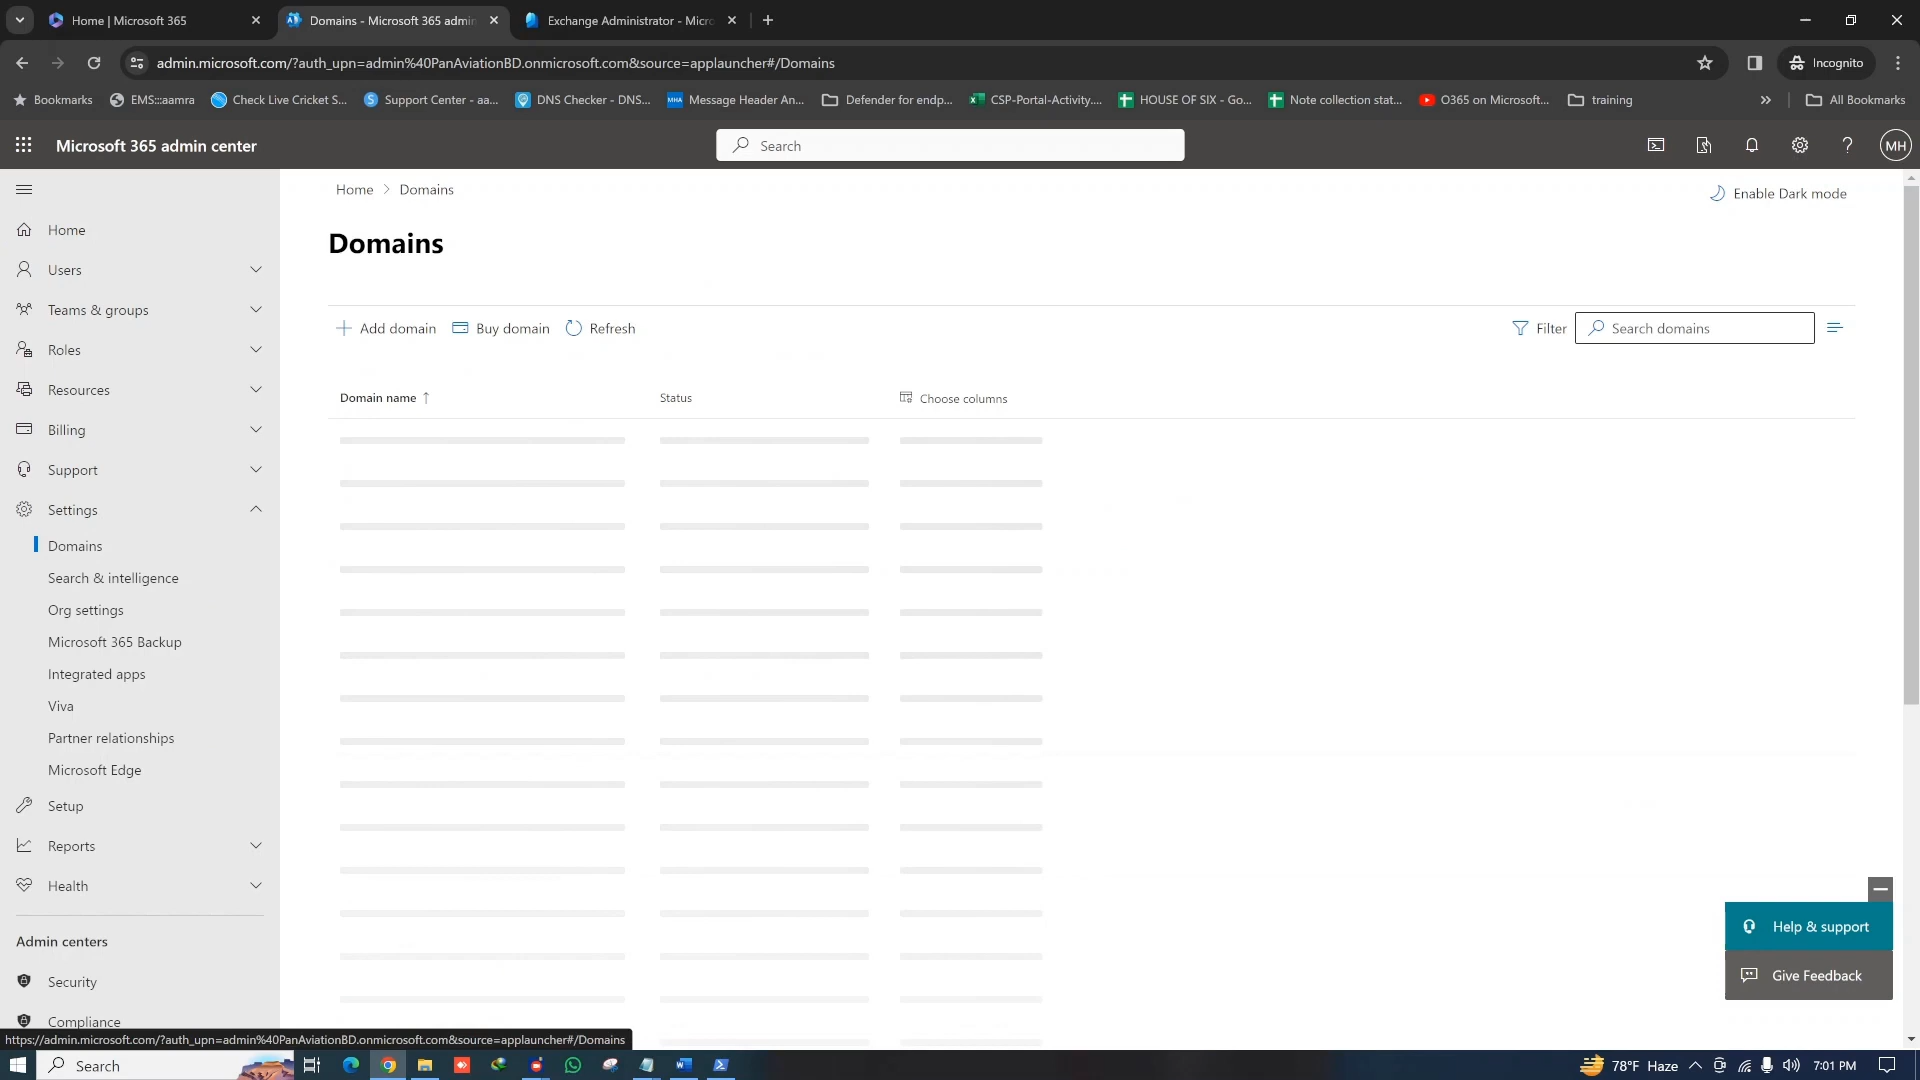 Home | Microsoft 365
Domains - Microsoft 365 admin
Exchange Administrator - Micro
admin.microsoft.com/?auth_upn=admin%40PanAviationBD.onmicrosoft.com&source=applauncher#/Domains
Incognito
Bookmarks
EMS:::aamra
Check Live Cricket S...
Support Center - aa...
DNS Checker - DNS...
MHA
Message Header An...
Defender for endp...
CSP-Portal-Activity....
HOUSE OF SIX - Go...
Note collection stat...
O365 on Microsoft...
training
All Bookmarks
Microsoft 365 admin center
Search
MH
Home > Domains
Enable Dark mode
Home
Users
Teams & groups
Roles
Resources
Billing
Support
Settings
Domains
Search & intelligence
Org settings
Microsoft 365 Backup
Integrated apps
Viva
Partner relationships
Microsoft Edge
Setup
Reports
Health
Admin centers
Security
Compliance
Domains
Add domain
Buy domain
Refresh
Filter
Search domains
Domain name ↑
Status
Choose columns
Help & support
Give Feedback
https://admin.microsoft.com/?auth_upn=admin%40PanAviationBD.onmicrosoft.com&source=applauncher#/Domains
Search
78°F Haze
7:01 PM